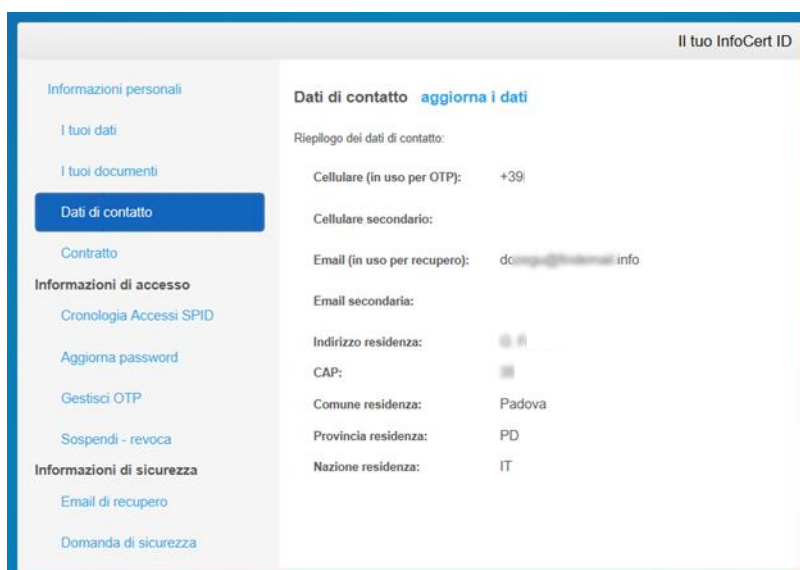 Il tuo InfoCert ID
Informazioni personali
I tuoi dati
I tuoi documenti
Dati di contatto
Contratto
Informazioni di accesso
Cronologia Accessi SPID
Aggiorna password
Gestisci OTP
Sospendi - revoca
Informazioni di sicurezza
Email di recupero
Domanda di sicurezza
Dati di contatto aggiorna i dati
Riepilogo dei dati di contatto:
Cellulare (in uso per OTP): +39
Cellulare secondario:
Email (in uso per recupero):
Email secondaria:
Indirizzo residenza:
CAP:
Comune residenza: Padova
Provincia residenza: PD
Nazione residenza: IT